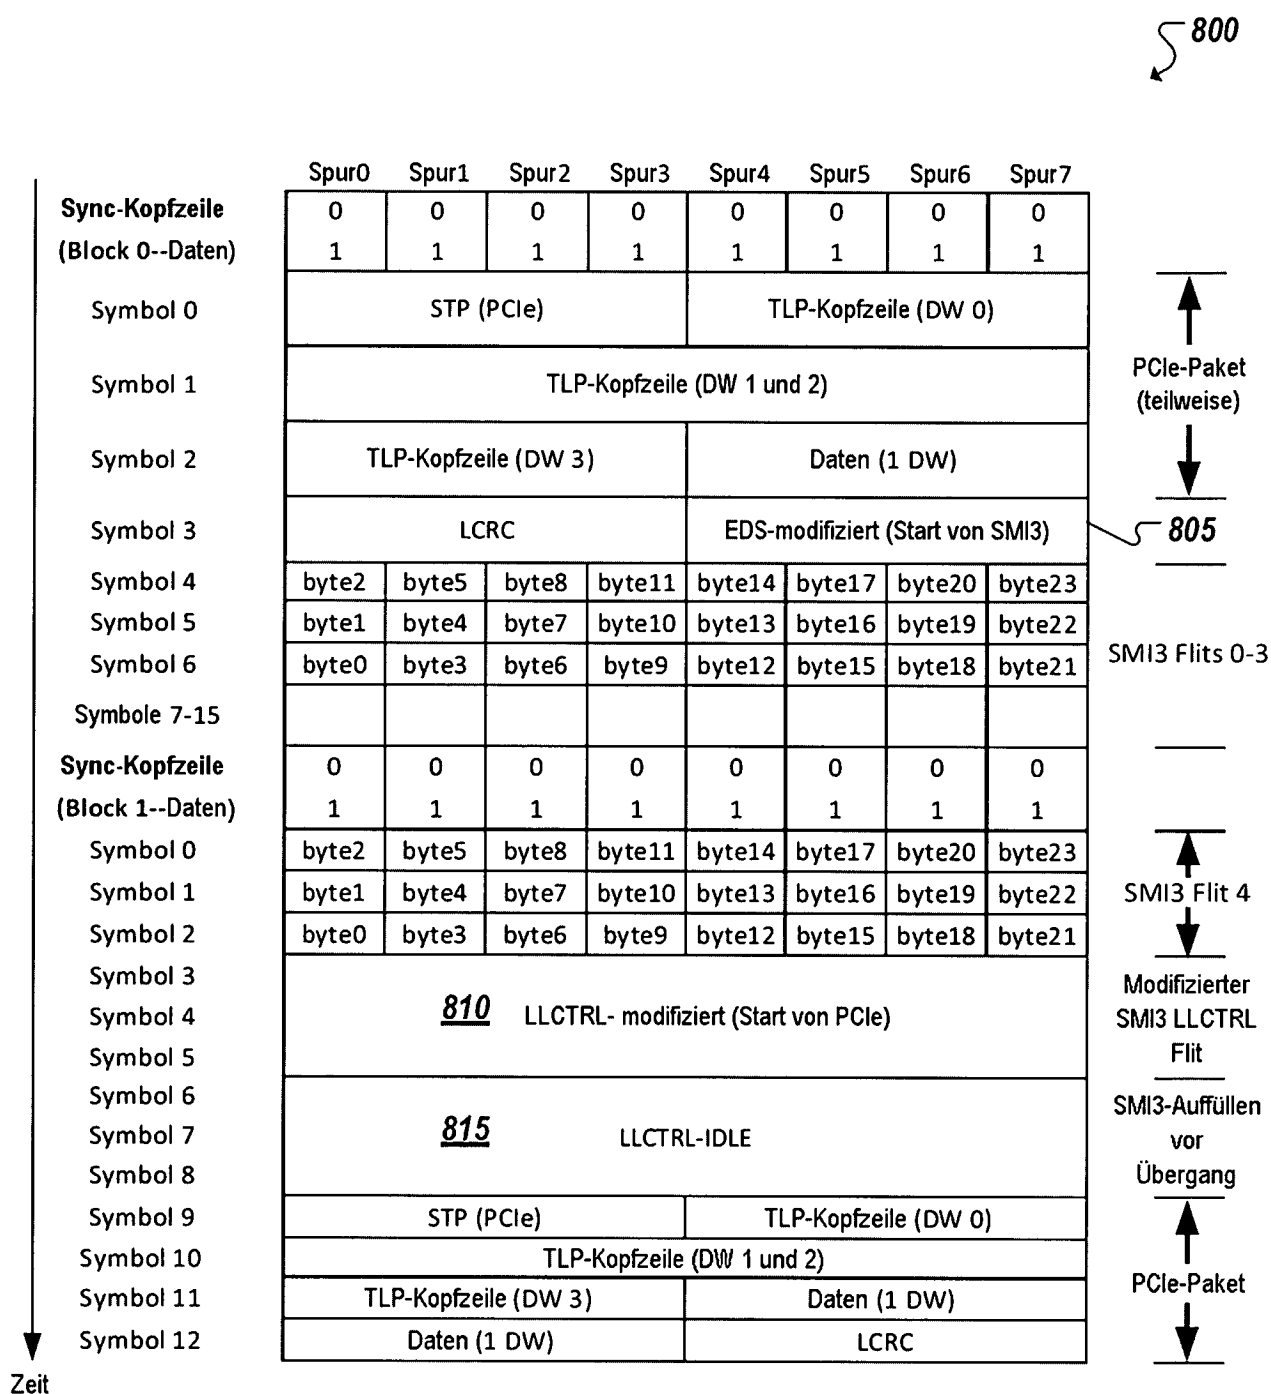 800
Spur0 Spur1 Spur2 Spur3 Spur4 Spur5 Spur6 Spur7
Sync-Kopfzeile 0 0 0 0 0 0 0 0
(Block 0--Daten) 1 1 1 1 1 1 1 1
Symbol 0 STP (PCIe) TLP-Kopfzeile (DW 0)
Symbol 1 TLP-Kopfzeile (DW 1 und 2)
PCIe-Paket
(teilweise)
Symbol 2 TLP-Kopfzeile (DW 3) Daten (1 DW)
Symbol 3 LCRC EDS-modifiziert (Start von SMI3) 805
Symbol 4 byte2 byte5 byte8 byte11 byte14 byte17 byte20 byte23
Symbol 5 byte1 byte4 byte7 byte10 byte13 byte16 byte19 byte22
Symbol 6 byte0 byte3 byte6 byte9 byte12 byte15 byte18 byte21
SMI3 Flits 0-3
Symbole 7-15
Sync-Kopfzeile 0 0 0 0 0 0 0 0
(Block 1--Daten) 1 1 1 1 1 1 1 1
Symbol 0 byte2 byte5 byte8 byte11 byte14 byte17 byte20 byte23
Symbol 1 byte1 byte4 byte7 byte10 byte13 byte16 byte19 byte22 SMI3 Flit 4
Symbol 2 byte0 byte3 byte6 byte9 byte12 byte15 byte18 byte21
Symbol 3
Symbol 4 810 LLCTRL- modifiziert (Start von PCIe)
Symbol 5
Modifizierter
SMI3 LLCTRL
Flit
Symbol 6
Symbol 7 815 LLCTRL-IDLE
Symbol 8
SMI3-Auffüllen
vor
Übergang
Symbol 9 STP (PCIe) TLP-Kopfzeile (DW 0)
Symbol 10 TLP-Kopfzeile (DW 1 und 2)
Symbol 11 TLP-Kopfzeile (DW 3) Daten (1 DW)
PCIe-Paket
Symbol 12 Daten (1 DW) LCRC
Zeit